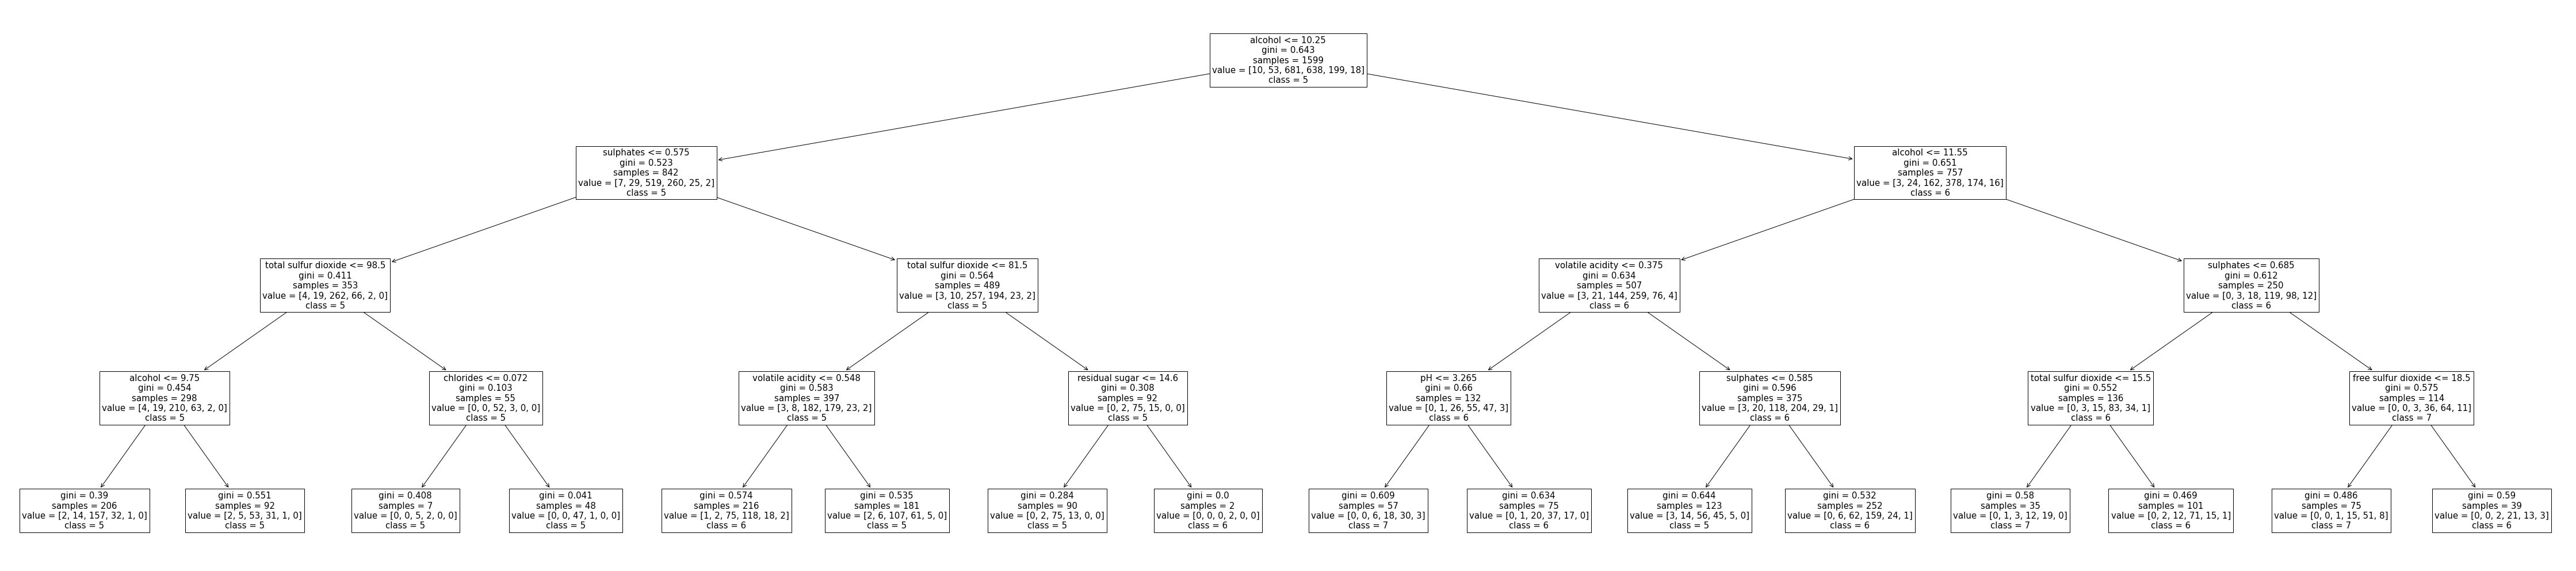 alcohol <= 10.25
gini = 0.643
samples = 1599
value = [10, 53, 681, 638, 199, 18]
class = 5
sulphates <= 0.575
gini = 0.523
samples = 842
value = [7, 29, 519, 260, 25, 2]
class = 5
alcohol <= 11.55
gini = 0.651
samples = 757
value = [3, 24, 162, 378, 174, 16]
class = 6
total sulfur dioxide <= 98.5
gini = 0.411
samples = 353
value = [4, 19, 262, 66, 2, 0]
class = 5
total sulfur dioxide <= 81.5
gini = 0.564
samples = 489
value = [3, 10, 257, 194, 23, 2]
class = 5
volatile acidity <= 0.375
gini = 0.634
samples = 507
value = [3, 21, 144, 259, 76, 4]
class = 6
sulphates <= 0.685
gini = 0.612
samples = 250
value = [0, 3, 18, 119, 98, 12]
class = 6
alcohol <= 9.75
gini = 0.454
samples = 298
value = [4, 19, 210, 63, 2, 0]
class = 5
chlorides <= 0.072
gini = 0.103
samples = 55
value = [0, 0, 52, 3, 0, 0]
class = 5
volatile acidity <= 0.548
gini = 0.583
samples = 397
value = [3, 8, 182, 179, 23, 2]
class = 5
residual sugar <= 14.6
gini = 0.308
samples = 92
value = [0, 2, 75, 15, 0, 0]
class = 5
pH <= 3.265
gini = 0.66
samples = 132
value = [0, 1, 26, 55, 47, 3]
class = 6
sulphates <= 0.585
gini = 0.596
samples = 375
value = [3, 20, 118, 204, 29, 1]
class = 6
total sulfur dioxide <= 15.5
gini = 0.552
samples = 136
value = [0, 3, 15, 83, 34, 1]
class = 6
free sulfur dioxide <= 18.5
gini = 0.575
samples = 114
value = [0, 0, 3, 36, 64, 11]
class = 7
gini = 0.39
samples = 206
value = [2, 14, 157, 32, 1, 0]
class = 5
gini = 0.551
samples = 92
value = [2, 5, 53, 31, 1, 0]
class = 5
gini = 0.408
samples = 7
value = [0, 0, 5, 2, 0, 0]
class = 5
gini = 0.041
samples = 48
value = [0, 0, 47, 1, 0, 0]
class = 5
gini = 0.574
samples = 216
value = [1, 2, 75, 118, 18, 2]
class = 6
gini = 0.535
samples = 181
value = [2, 6, 107, 61, 5, 0]
class = 5
gini = 0.284
samples = 90
value = [0, 2, 75, 13, 0, 0]
class = 5
gini = 0.0
samples = 2
value = [0, 0, 0, 2, 0, 0]
class = 6
gini = 0.609
samples = 57
value = [0, 0, 6, 18, 30, 3]
class = 7
gini = 0.634
samples = 75
value = [0, 1, 20, 37, 17, 0]
class = 6
gini = 0.644
samples = 123
value = [3, 14, 56, 45, 5, 0]
class = 5
gini = 0.532
samples = 252
value = [0, 6, 62, 159, 24, 1]
class = 6
gini = 0.58
samples = 35
value = [0, 1, 3, 12, 19, 0]
class = 7
gini = 0.469
samples = 101
value = [0, 2, 12, 71, 15, 1]
class = 6
gini = 0.486
samples = 75
value = [0, 0, 1, 15, 51, 8]
class = 7
gini = 0.59
samples = 39
value = [0, 0, 2, 21, 13, 3]
class = 6